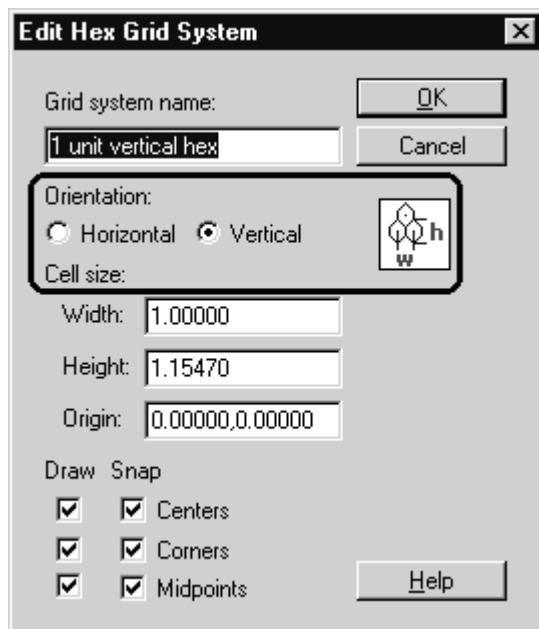 Edit Hex Grid System
Grid system name:
OK
1 unit vertical hex
Cancel
Orientation:
Horizontal Vertical
h
w
Cell size:
Width: 1.00000
Height: 1.15470
Origin: 0.00000,0.00000
Draw Snap
Centers
Corners
Midpoints
Help